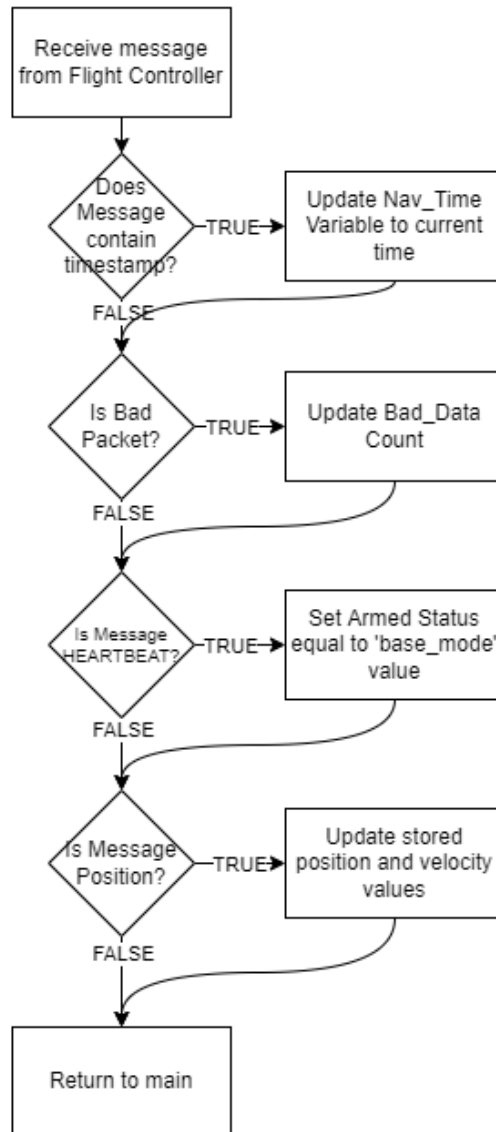 Receive message
from Flight Controller
Does
Message
contain
timestamp?
TRUE
Update Nav_Time
Variable to current
time
FALSE
Is Bad
Packet?
TRUE
Update Bad_Data
Count
FALSE
Is Message
HEARTBEAT?
TRUE
Set Armed Status
equal to 'base_mode'
value
FALSE
Is Message
Position?
TRUE
Update stored
position and velocity
values
FALSE
Return to main